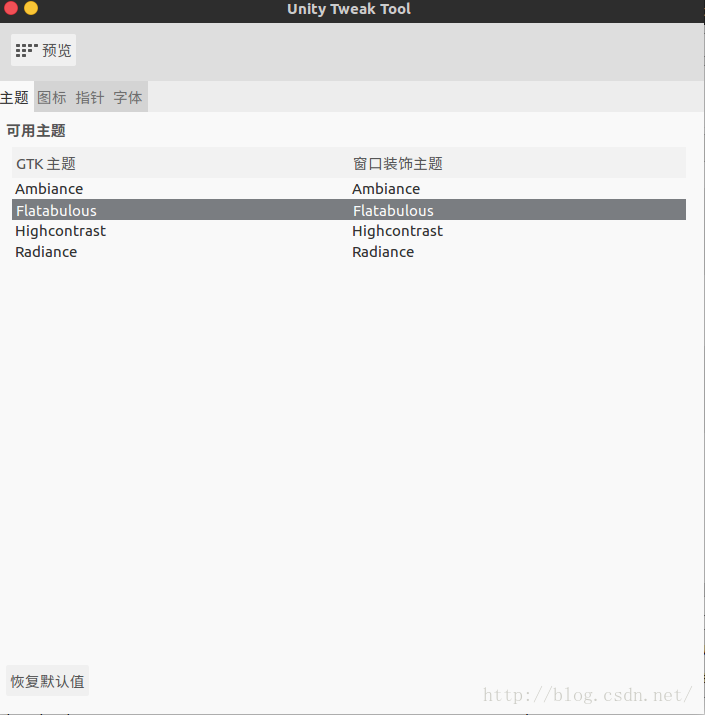 Unity Tweak Tool
预览
主题 图标 指针 字体
可用主题
GTK 主题 窗口装饰主题
Ambiance Ambiance
Flatabulous Flatabulous
Highcontrast Highcontrast
Radiance Radiance
恢复默认值
http://blog.csdn.net/